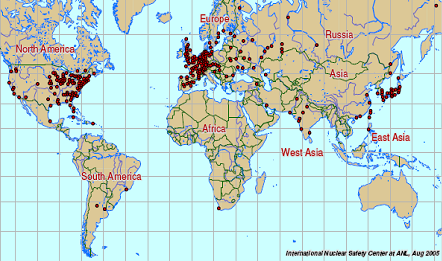 Europe
Russia
North America
Asia
Africa
East Asia
West Asia
South America
International Nuclear Safety Center at ANL, Aug 2005